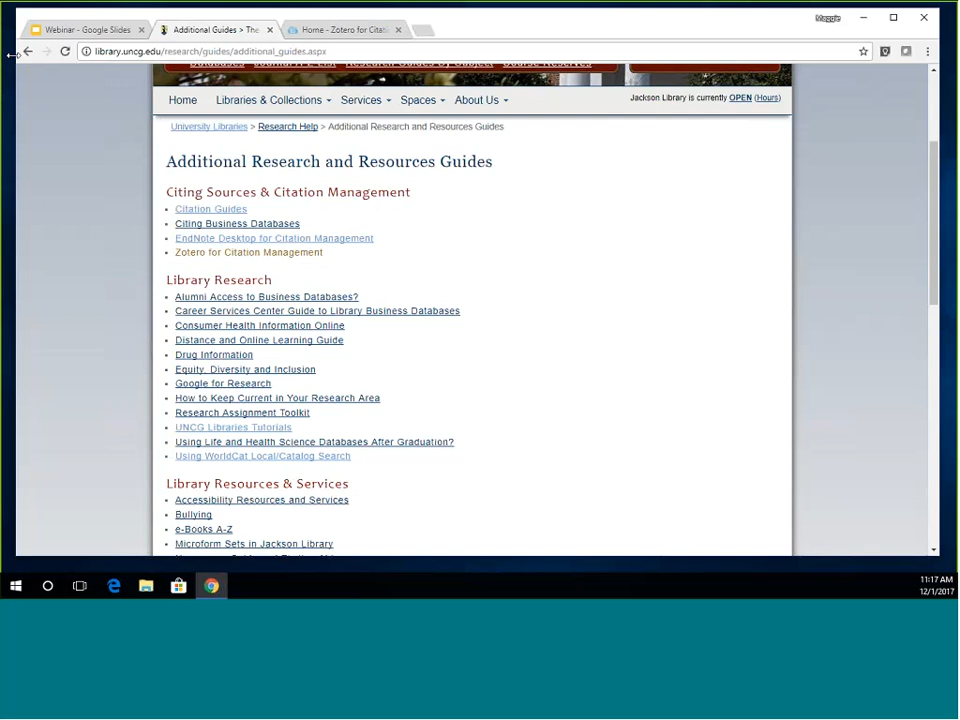 Maggie
Webinar - Google Slides
Additional Guides > The
Home - Zotero for Citati
library.uncg.edu/research/guides/additional_guides.aspx
Home Libraries & Collections Services Spaces About Us
Jackson Library is currently OPEN (Hours)
University Libraries > Research Help > Additional Research and Resources Guides
Additional Research and Resources Guides
Citing Sources & Citation Management
Citation Guides
Citing Business Databases
EndNote Desktop for Citation Management
Zotero for Citation Management
Library Research
Alumni Access to Business Databases?
Career Services Center Guide to Library Business Databases
Consumer Health Information Online
Distance and Online Learning Guide
Drug Information
Equity, Diversity and Inclusion
Google for Research
How to Keep Current in Your Research Area
Research Assignment Toolkit
UNCG Libraries Tutorials
Using Life and Health Science Databases After Graduation?
Using WorldCat Local/Catalog Search
Library Resources & Services
Accessibility Resources and Services
Bullying
e-Books A-Z
Microform Sets in Jackson Library
11:17 AM
12/1/2017